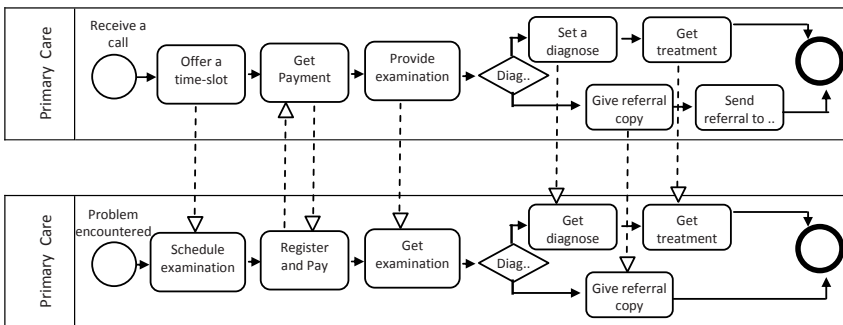 Primary Care
Receive a
call
Offer a
time-slot
Get
Payment
Provide
examination
Diag..
Set a
diagnose
Get
treatment
Give referral
copy
Send
referral to ..
Primary Care
Problem
encountered
Schedule
examination
Register
and Pay
Get
examination
Diag..
Get
diagnose
Get
treatment
Give referral
copy